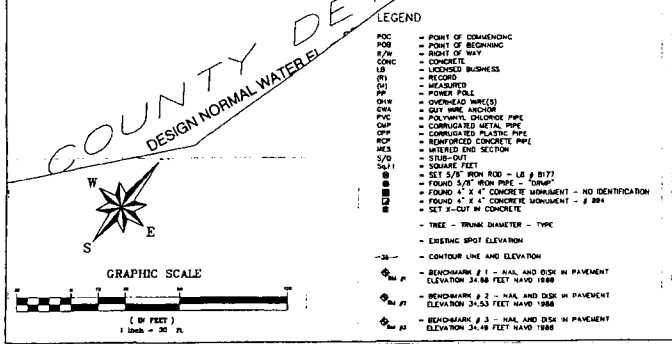 COUNTY DE
DESIGN NORMAL WATER EL
W
E
S
GRAPHIC SCALE
( IN FEET )
1 inch = 30 ft.
LEGEND
POC = POINT OF COMMENCING
POB = POINT OF BEGINNING
R/W = RIGHT OF WAY
CONC = CONCRETE
LB = LICENSED BUSINESS
(R) = RECORD
(M) = MEASURED
PP = POWER POLE
OHW = OVERHEAD WIRE(S)
GWA = GUY WIRE ANCHOR
PVC = POLYVINYL CHLORIDE PIPE
CMP = CORRUGATED METAL PIPE
CPP = CORRUGATED PLASTIC PIPE
RCP = REINFORCED CONCRETE PIPE
MES = MITERED END SECTION
S/O = STUB-OUT
Sq.Ft = SQUARE FEET
= SET 5/8" IRON ROD - LB # 8177
= FOUND 5/8" IRON PIPE - "DRMP"
= FOUND 4" X 4" CONCRETE MONUMENT - NO IDENTIFICATION
= FOUND 4" X 4" CONCRETE MONUMENT - # 894
= SET X-CUT IN CONCRETE
- TREE - TRUNK DIAMETER - TYPE
- EXISTING SPOT ELEVATION
- CONTOUR LINE AND ELEVATION
BM #1 = BENCHMARK # 1 - NAIL AND DISK IN PAVEMENT
ELEVATION 34.88 FEET NAVD 1988
BM #2 = BENCHMARK # 2 - NAIL AND DISK IN PAVEMENT
ELEVATION 34.53 FEET NAVD 1988
BM #3 = BENCHMARK # 3 - NAIL AND DISK IN PAVEMENT
ELEVATION 34.49 FEET NAVD 1988